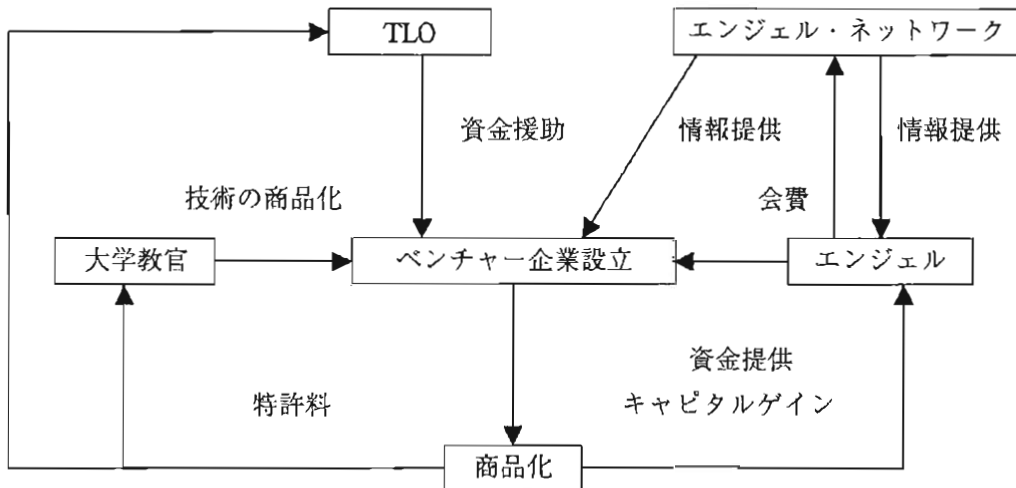 TLO
エンジェル・ネットワーク
資金援助
情報提供
情報提供
技術の商品化
会費
大学教官
ベンチャー企業設立
エンジェル
資金提供
特許料
キャピタルゲイン
商品化